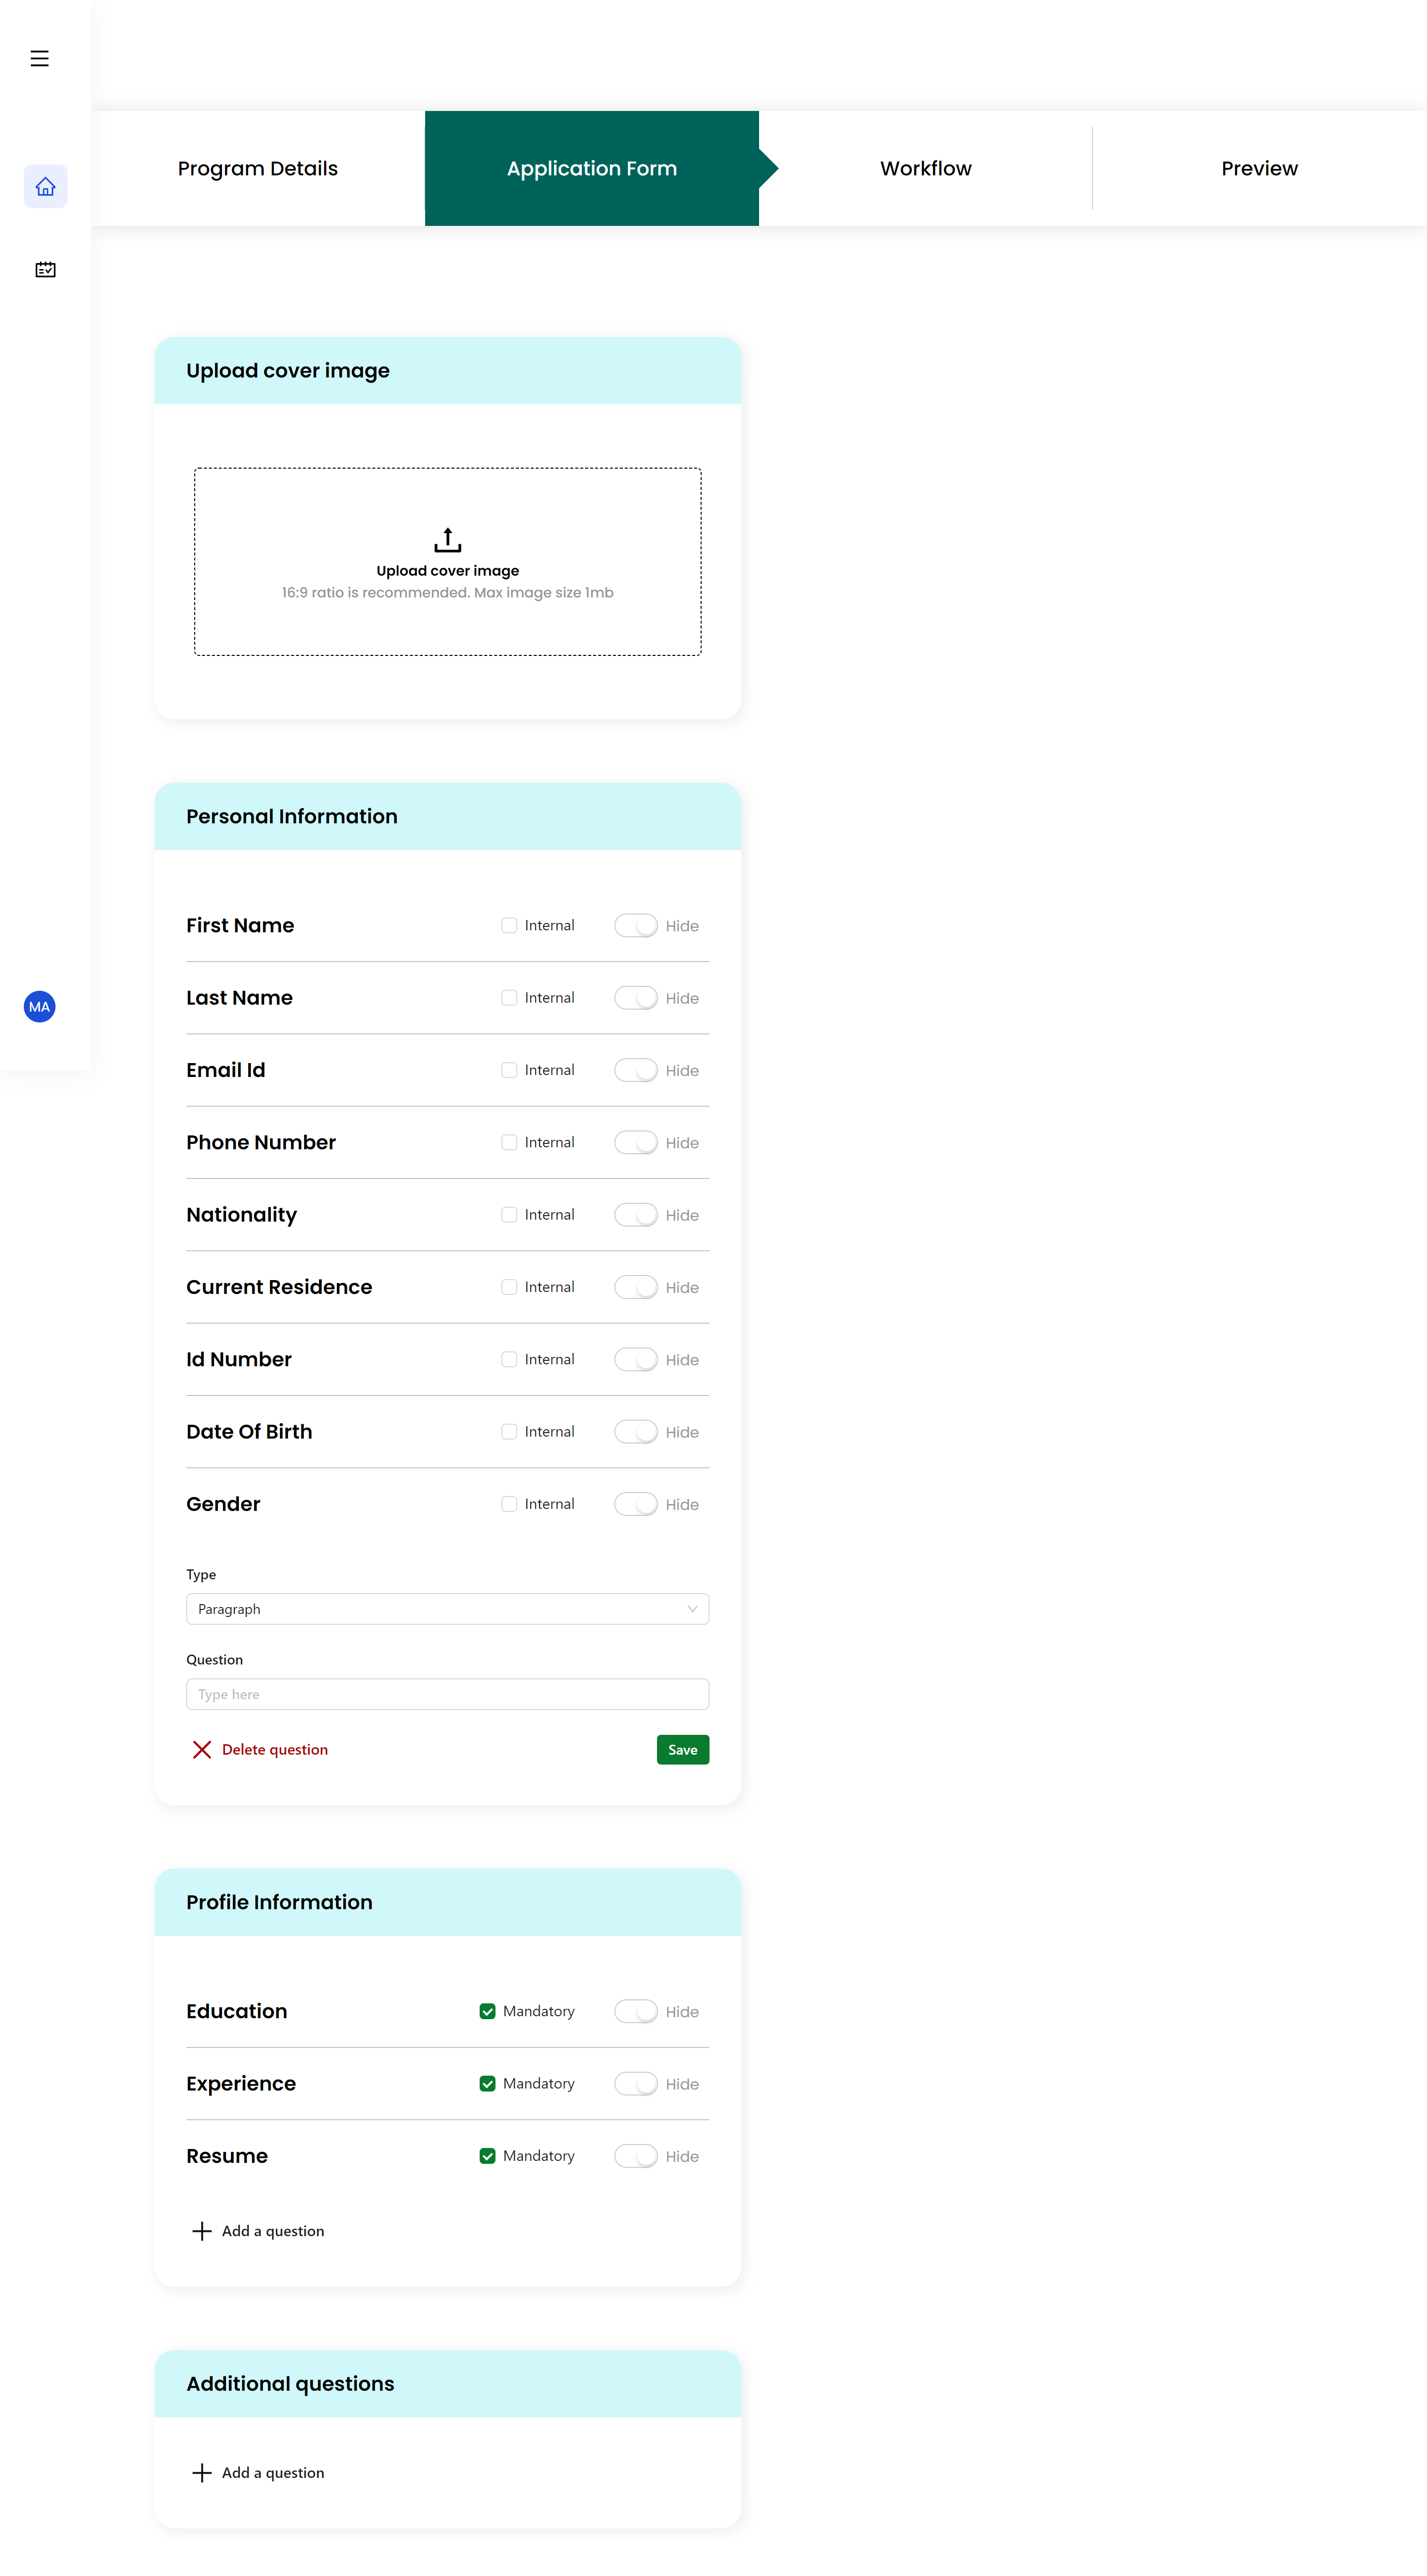 Program Details
Application Form
Workflow
Preview
Upload cover image
Upload cover image
16:9 ratio is recommended. Max image size 1mb
Personal Information
First Name Internal Hide
Last Name Internal Hide
Email Id Internal Hide
MA
Phone Number Internal Hide
Nationality Internal Hide
Current Residence Internal Hide
Id Number Internal Hide
Date Of Birth Internal Hide
Gender Internal Hide
Type
Paragraph
Question
Type here
Delete question Save
Profile Information
Education Mandatory Hide
Experience Mandatory Hide
Resume Mandatory Hide
Add a question
Additional questions
Add a question